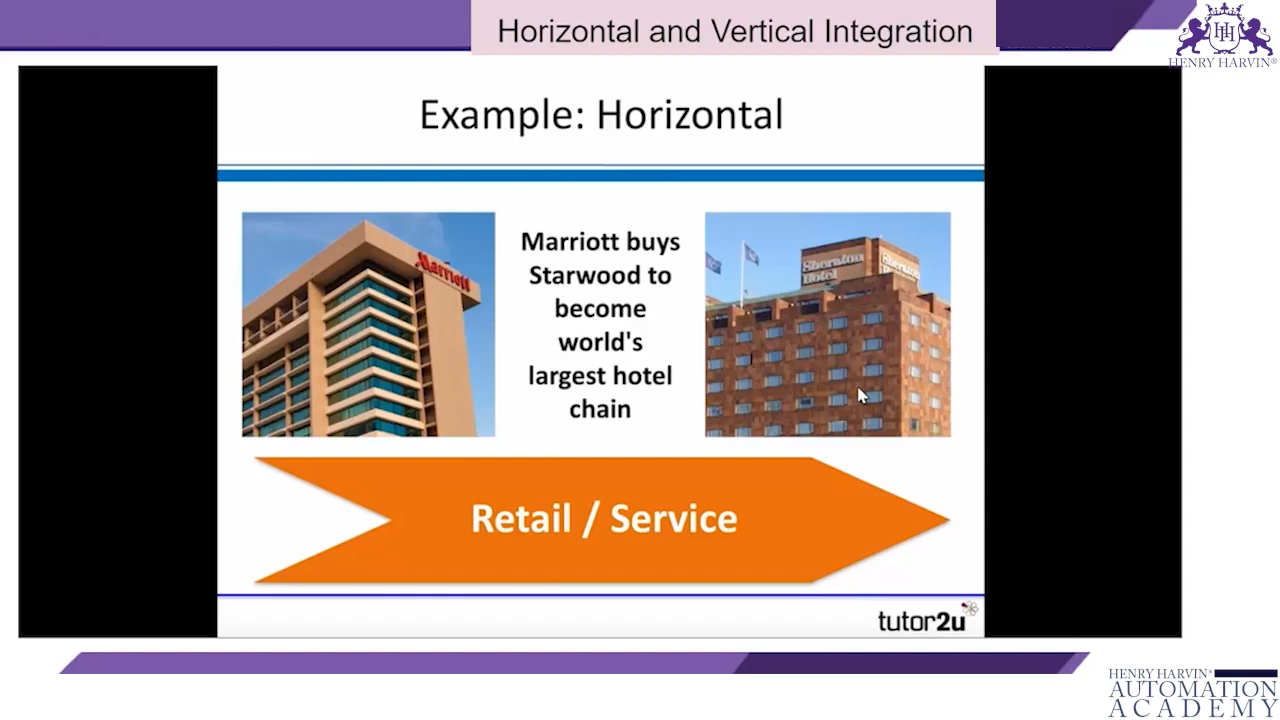 Horizontal and Vertical Integration
HENRY HARVIN®
Example: Horizontal
Marriott
Marriott buys
Starwood to
become
world's
largest hotel
chain
Sheraton
Hotel
Sheraton
Retail / Service
tutor2u
HENRY HARVIN®
AUTOMATION
ACADEMY